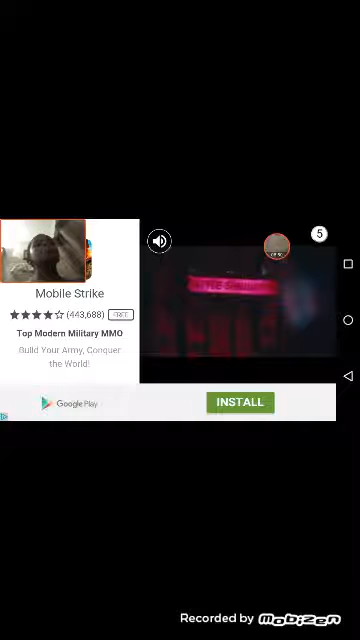 5
Mobile Strike
(443,688) FREE
Top Modern Military MMO
Build Your Army, Conquer
the World!
Google Play
INSTALL
Recorded by Mobizen